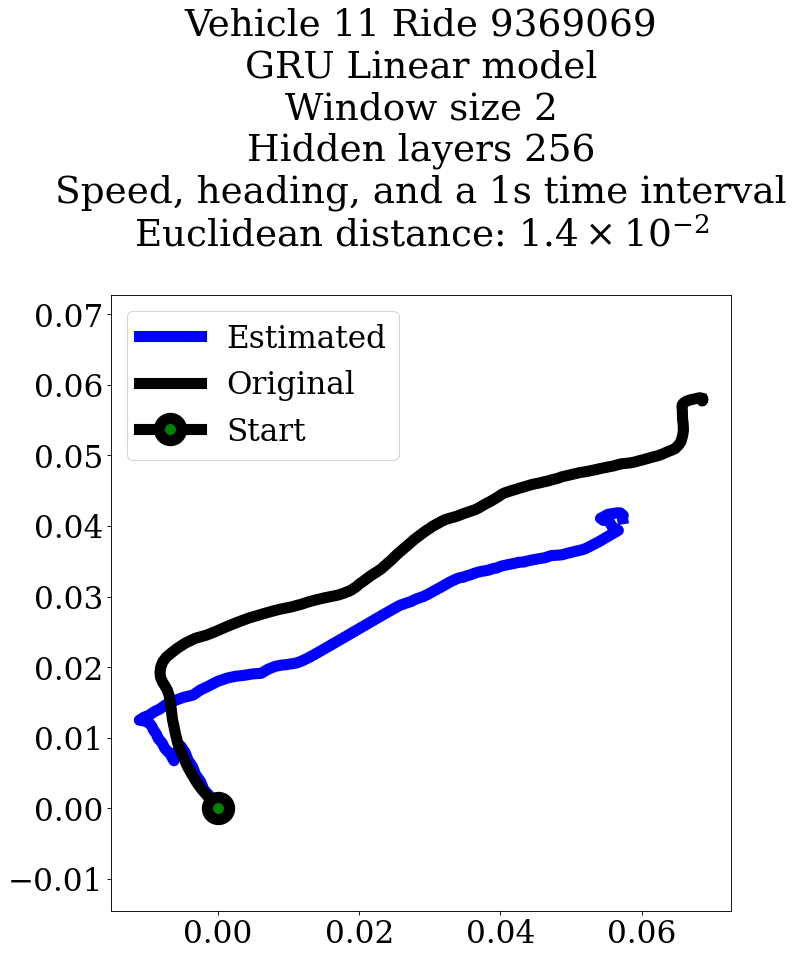 Vehicle 11 Ride 9369069
GRU Linear model
Window size 2
Hidden layers 256
Speed, heading, and a 1s time interval
Euclidean distance: 1.4 × 10⁻²
0.07
0.06
0.05
0.04
0.03
0.02
0.01
0.00
−0.01
Estimated
Original
Start
0.00 0.02 0.04 0.06